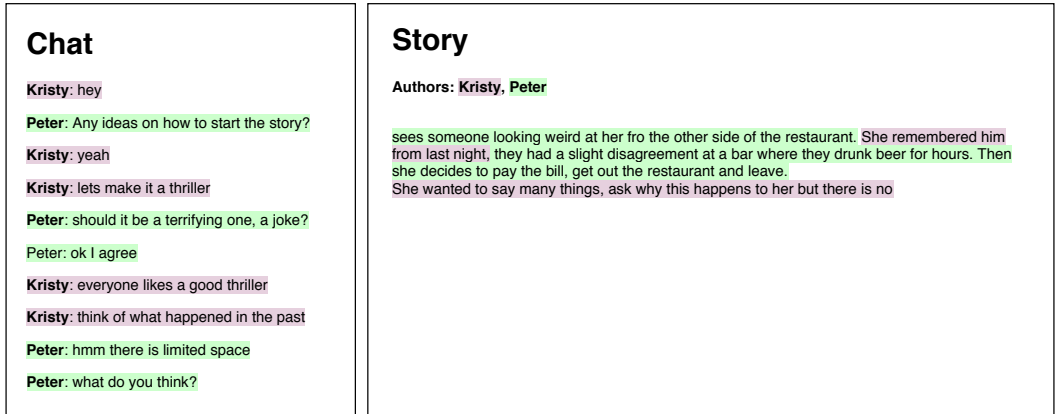 Chat
Kristy: hey
Peter: Any ideas on how to start the story?
Kristy: yeah
Kristy: lets make it a thriller
Peter: should it be a terrifying one, a joke?
Peter: ok I agree
Kristy: everyone likes a good thriller
Kristy: think of what happened in the past
Peter: hmm there is limited space
Peter: what do you think?
Story
Authors: Kristy, Peter
sees someone looking weird at her fro the other side of the restaurant. She remembered him
from last night, they had a slight disagreement at a bar where they drunk beer for hours. Then
she decides to pay the bill, get out the restaurant and leave.
She wanted to say many things, ask why this happens to her but there is no